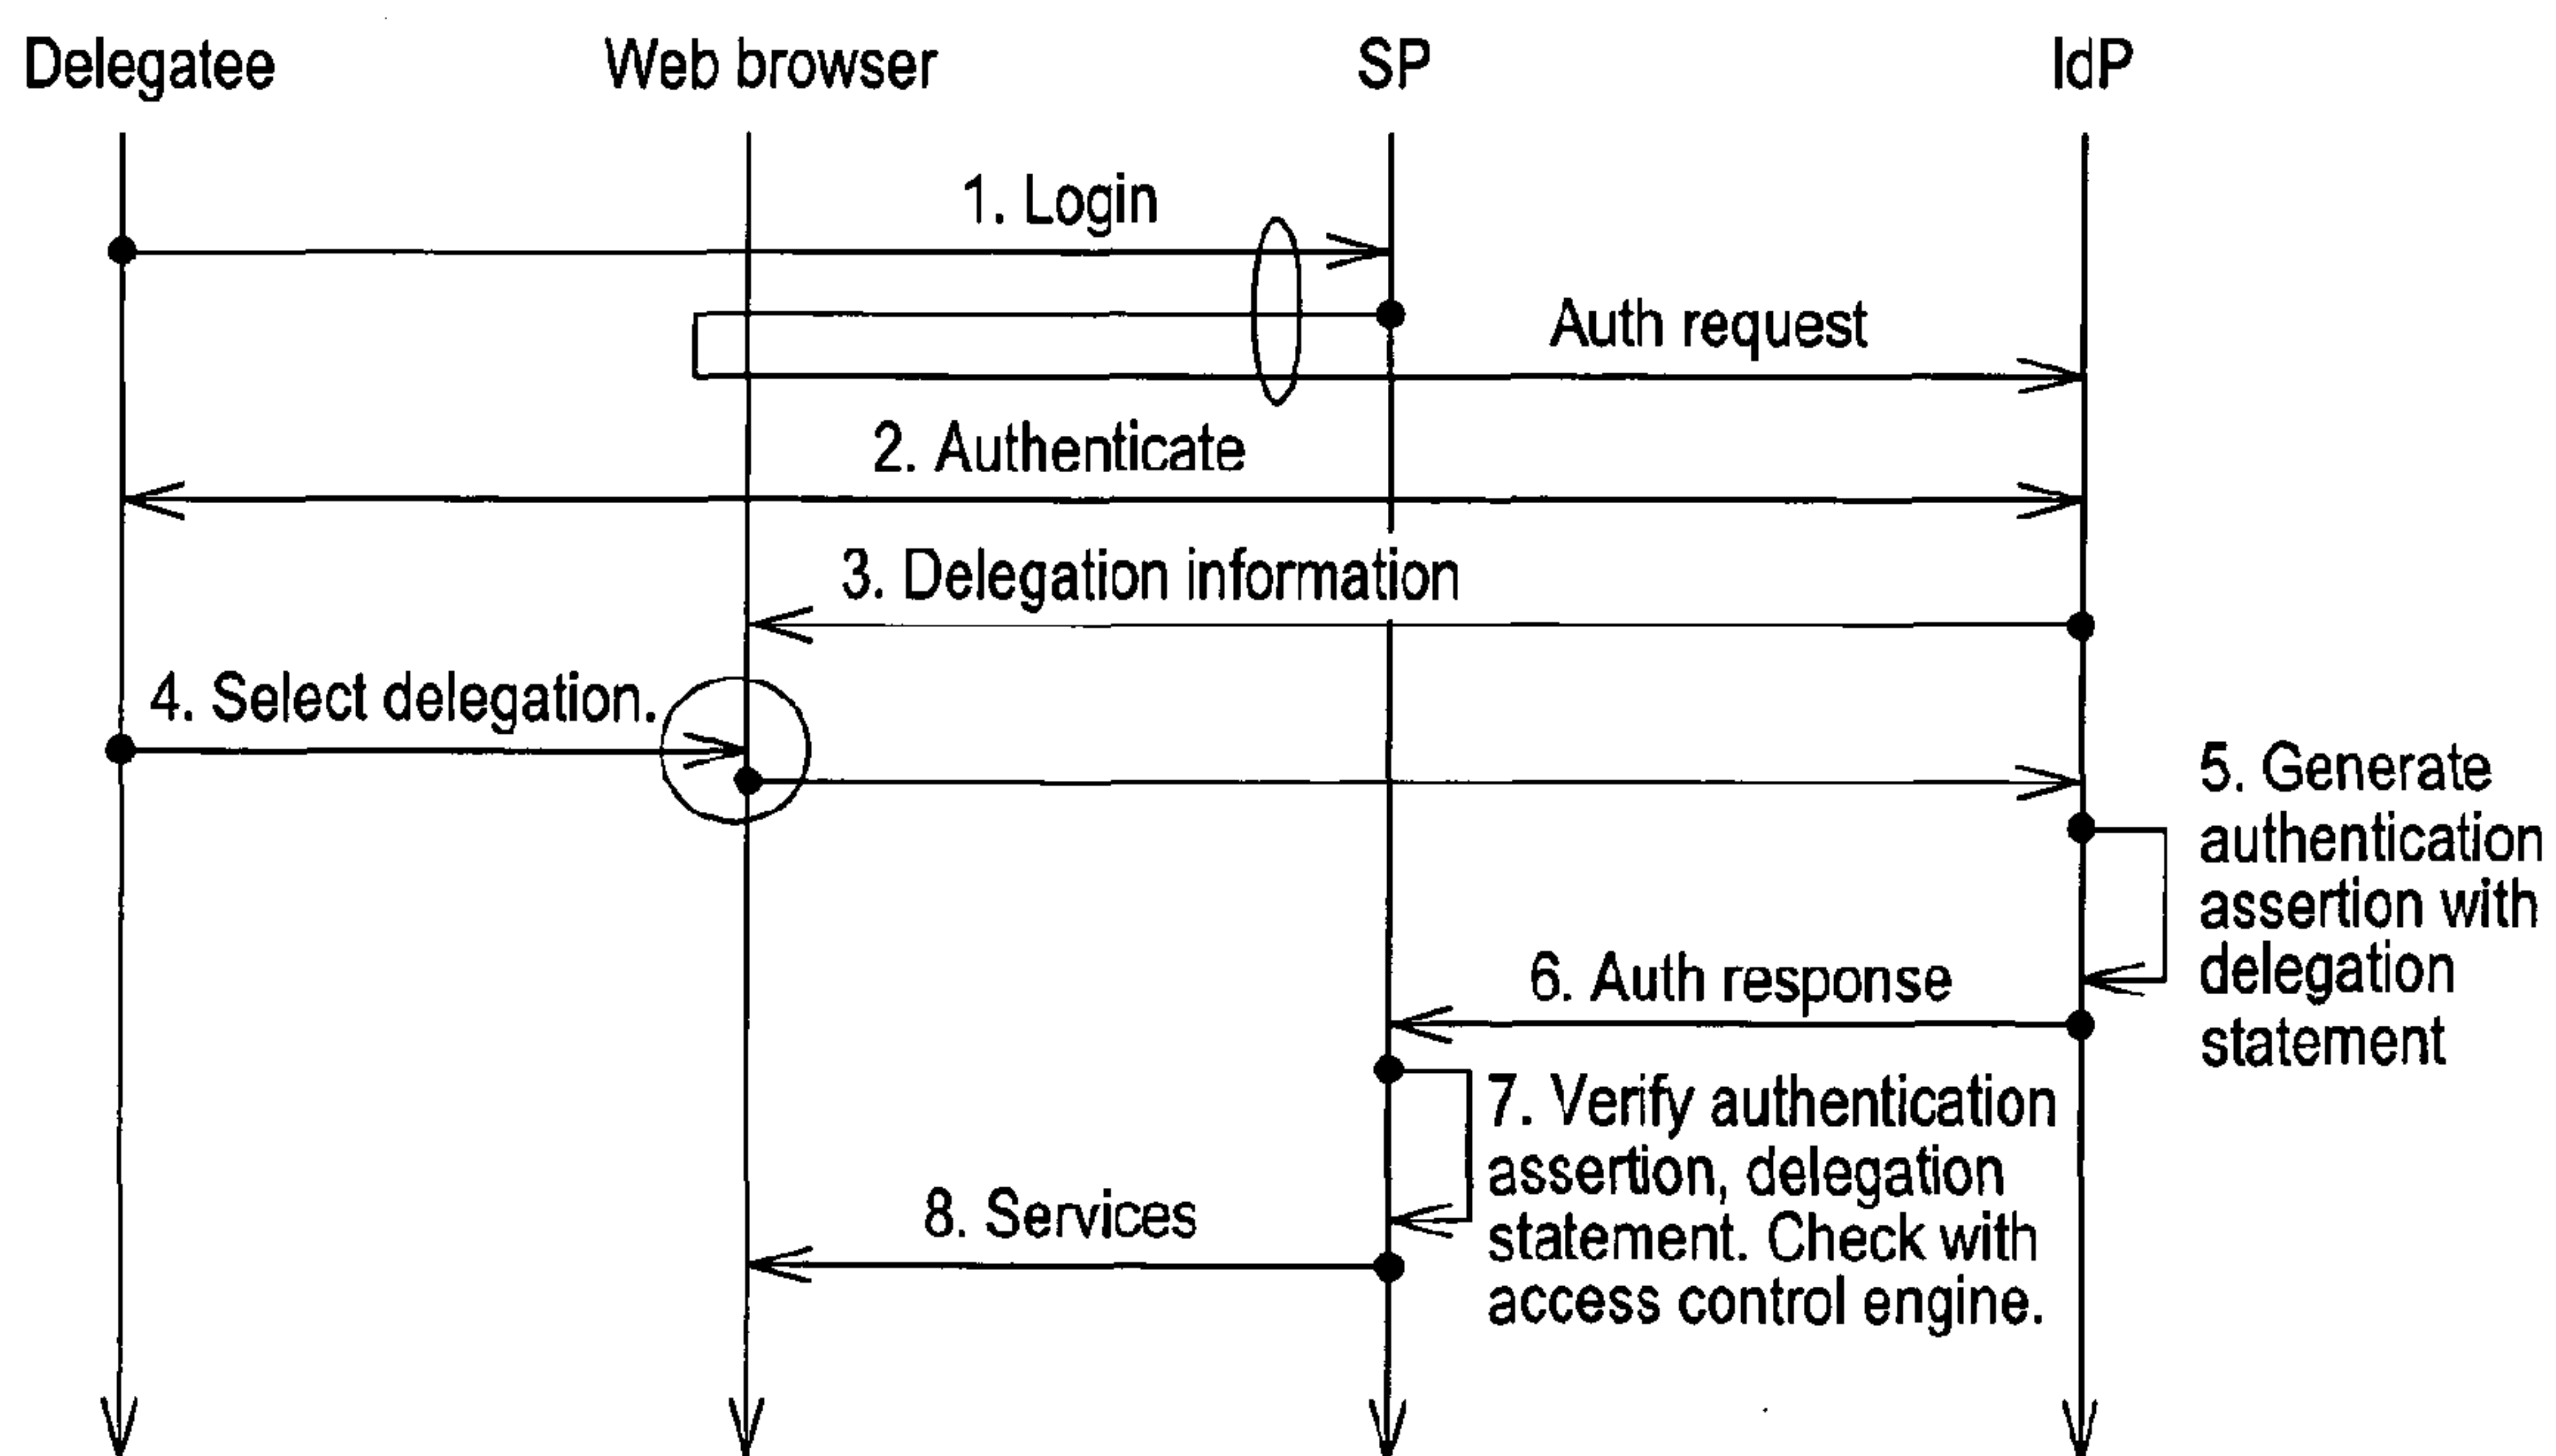 Delegatee
Web browser
SP
IdP
1. Login
Auth request
2. Authenticate
3. Delegation information
4. Select delegation.
5. Generate
authentication
assertion with
delegation
statement
6. Auth response
7. Verify authentication
assertion, delegation
statement. Check with
access control engine.
8. Services